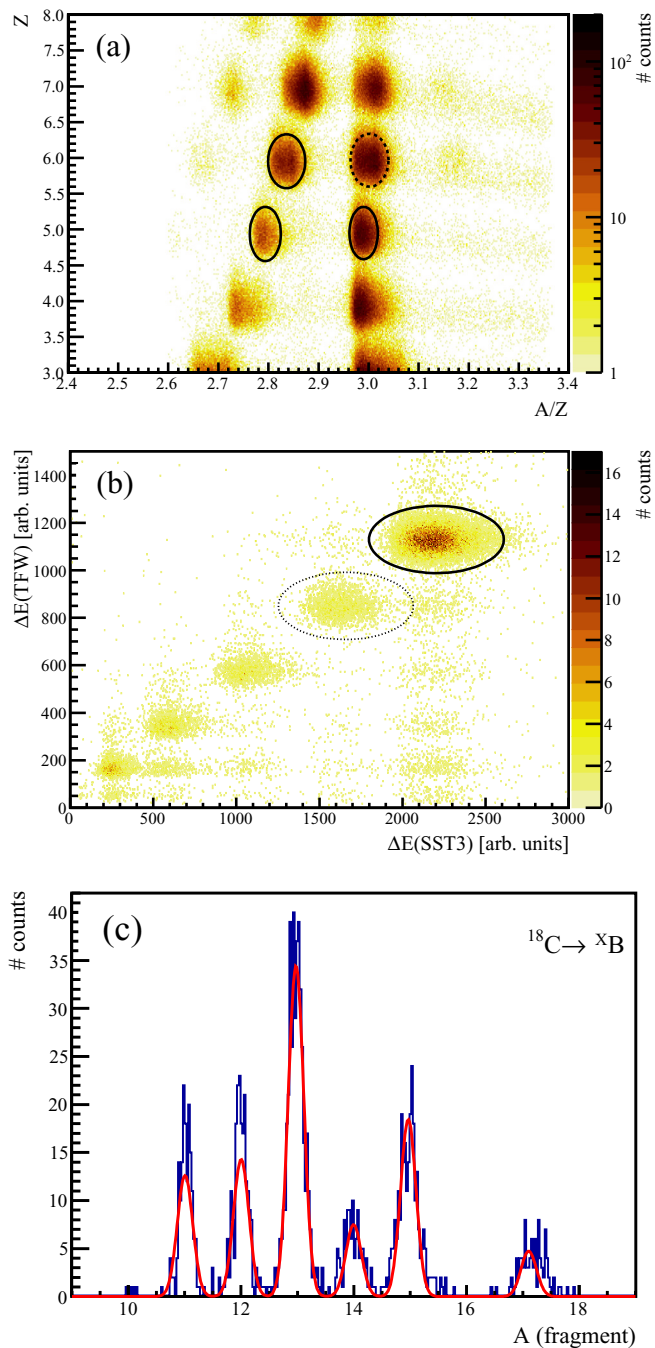 (a)
Z
8.0
7.5
7.0
6.5
6.0
5.5
5.0
4.5
4.0
3.5
3.0
2.4 2.5 2.6 2.7 2.8 2.9 3.0 3.1 3.2 3.3 3.4
A/Z
# counts
10²
10
1
(b)
ΔE(TFW) [arb. units]
1400
1200
1000
800
600
400
200
0
0 500 1000 1500 2000 2500 3000
ΔE(SST3) [arb. units]
# counts
16
14
12
10
8
6
4
2
0
(c)
¹⁸C→ ˣB
# counts
40
35
30
25
20
15
10
5
0
10 12 14 16 18
A (fragment)